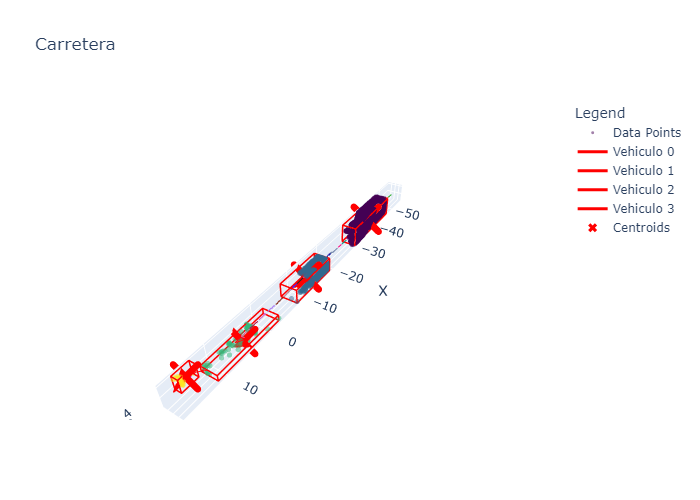 Carretera
Legend
Data Points
Vehiculo 0
Vehiculo 1
Vehiculo 2
Vehiculo 3
Centroids
−50
−40
−30
−20
X
−10
0
10
4